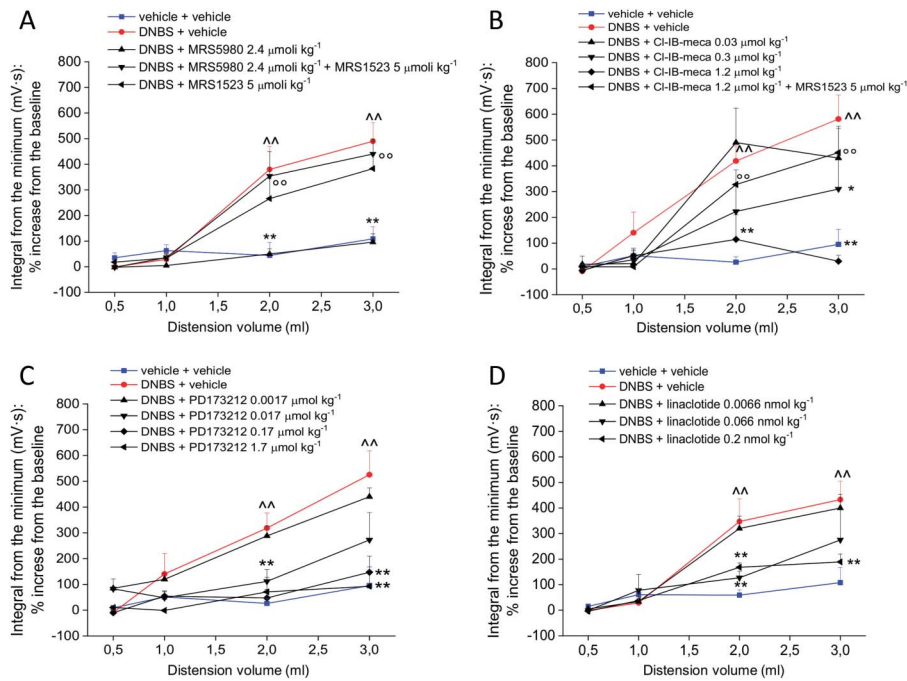 A
vehicle + vehicle
DNBS + vehicle
DNBS + MRS5980 2.4 μmoli kg-1
DNBS + MRS5980 2.4 μmoli kg-1 + MRS1523 5 μmoli kg-1
DNBS + MRS1523 5 μmoli kg-1
Integral from the minimum (mV·s):
% increase from the baseline
800
700
600
500
400
300
200
100
0
-100
^^
^^
°°
°°
**
**
0,5
1,0
1,5
2,0
2,5
3,0
Distension volume (ml)
B
vehicle + vehicle
DNBS + vehicle
DNBS + Cl-IB-meca 0.03 μmol kg-1
DNBS + Cl-IB-meca 0.3 μmol kg-1
DNBS + Cl-IB-meca 1.2 μmol kg-1
DNBS + Cl-IB-meca 1.2 μmol kg-1 + MRS1523 5 μmol kg-1
Integral from the minimum (mV·s):
% increase from the baseline
800
700
600
500
400
300
200
100
0
-100
^^
^^
°°
°°
*
**
**
0,5
1,0
1,5
2,0
2,5
3,0
Distension volume (ml)
C
vehicle + vehicle
DNBS + vehicle
DNBS + PD173212 0.0017 μmol kg-1
DNBS + PD173212 0.017 μmol kg-1
DNBS + PD173212 0.17 μmol kg-1
DNBS + PD173212 1.7 μmol kg-1
Integral from the minimum (mV·s):
% increase from the baseline
800
700
600
500
400
300
200
100
0
-100
^^
^^
**
**
**
0,5
1,0
1,5
2,0
2,5
3,0
Distension volume (ml)
D
vehicle + vehicle
DNBS + vehicle
DNBS + linaclotide 0.0066 nmol kg-1
DNBS + linaclotide 0.066 nmol kg-1
DNBS + linaclotide 0.2 nmol kg-1
Integral from the minimum (mV·s):
% increase from the baseline
800
700
600
500
400
300
200
100
0
-100
^^
^^
**
**
**
0,5
1,0
1,5
2,0
2,5
3,0
Distension volume (ml)